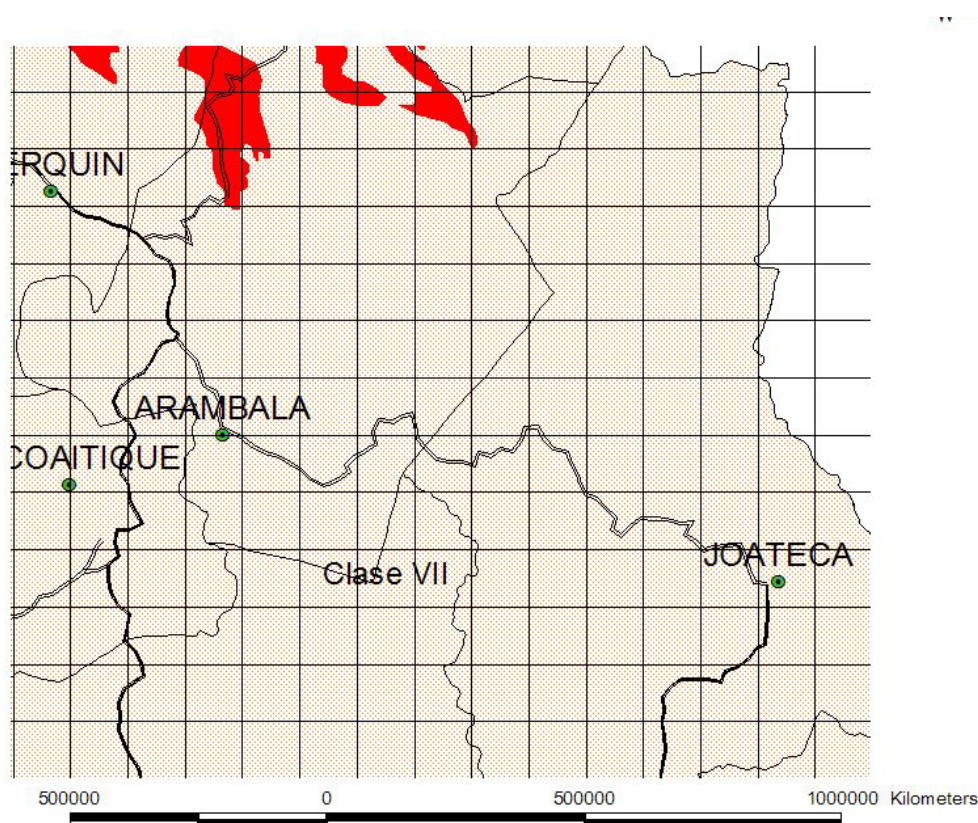 ERQUIN
ARAMBALA
COAITIQUE
JOATECA
Clase VII
500000 0 500000 1000000 Kilometers